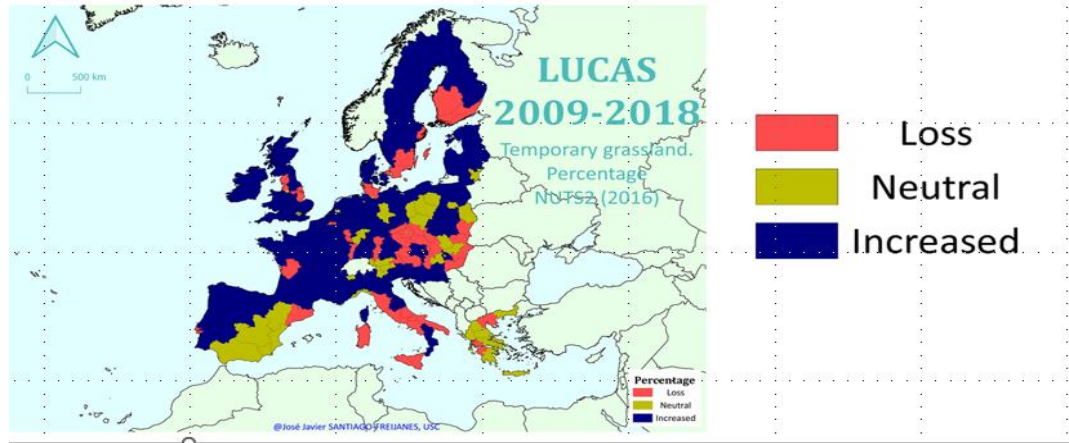 LUCAS
2009-2018
Temporary grassland.
Percentage
NUTS2 (2016)
0 500 km
Percentage
Loss
Neutral
Increased
@José Javier SANTIAGO-FREIJANES, USC
Loss
Neutral
Increased